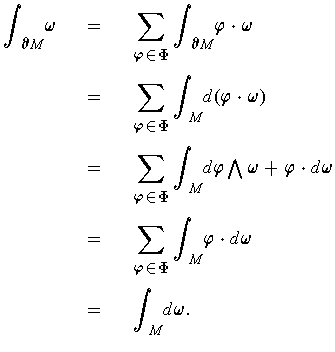 ∫_{∂M} ω = ∑_{φ∈Φ} ∫_{∂M} φ · ω
= ∑_{φ∈Φ} ∫_M d(φ · ω)
= ∑_{φ∈Φ} ∫_M dφ ⋀ ω + φ · dω
= ∑_{φ∈Φ} ∫_M φ · dω
= ∫_M dω.